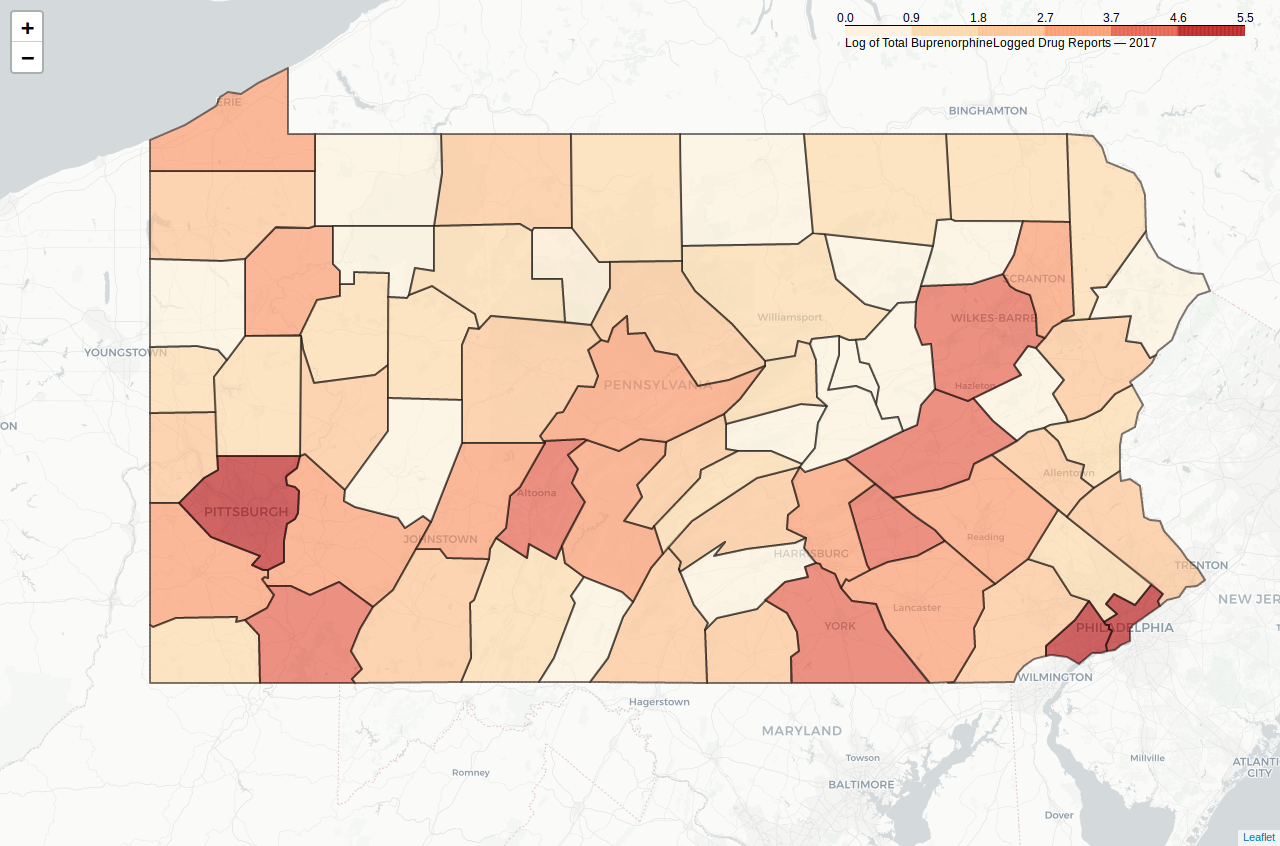 +
−
0.0 0.9 1.8 2.7 3.7 4.6 5.5
Log of Total BuprenorphineLogged Drug Reports — 2017
ERIE
BINGHAMTON
SCRANTON
Williamsport
WILKES-BARRE
YOUNGSTOWN
PENNSYLVANIA
Hazleton
ON
Allentown
Altoona
PITTSBURGH
JOHNSTOWN
Reading
HARRISBURG
TRENTON
NEW JER
Lancaster
YORK
PHILADELPHIA
WILMINGTON
Hagerstown
MARYLAND
Towson
Millville
ATLANTI
CITY
Romney
BALTIMORE
Dover
Leaflet